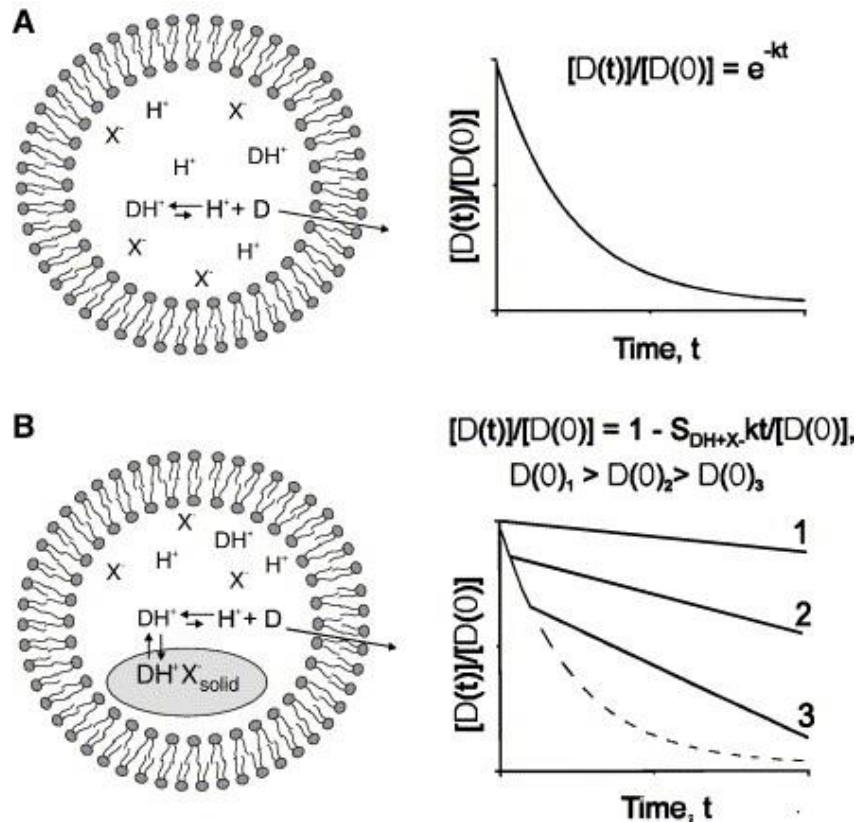 A
H⁺
X⁻
X⁻
H⁺
DH⁺
DH⁺ ⇄ H⁺ + D
X⁻
H⁺
X⁻
[D(t)]/[D(0)] = e^-kt
[D(t)]/[D(0)]
Time, t
B
X⁻
DH⁺
X⁻
H⁺
H⁺
X⁻
DH⁺ ⇄ H⁺ + D
DH⁺X⁻solid
[D(t)]/[D(0)] = 1 - S_DH+X- kt/[D(0)],
D(0)₁ > D(0)₂ > D(0)₃
[D(t)]/[D(0)]
1
2
3
Time, t